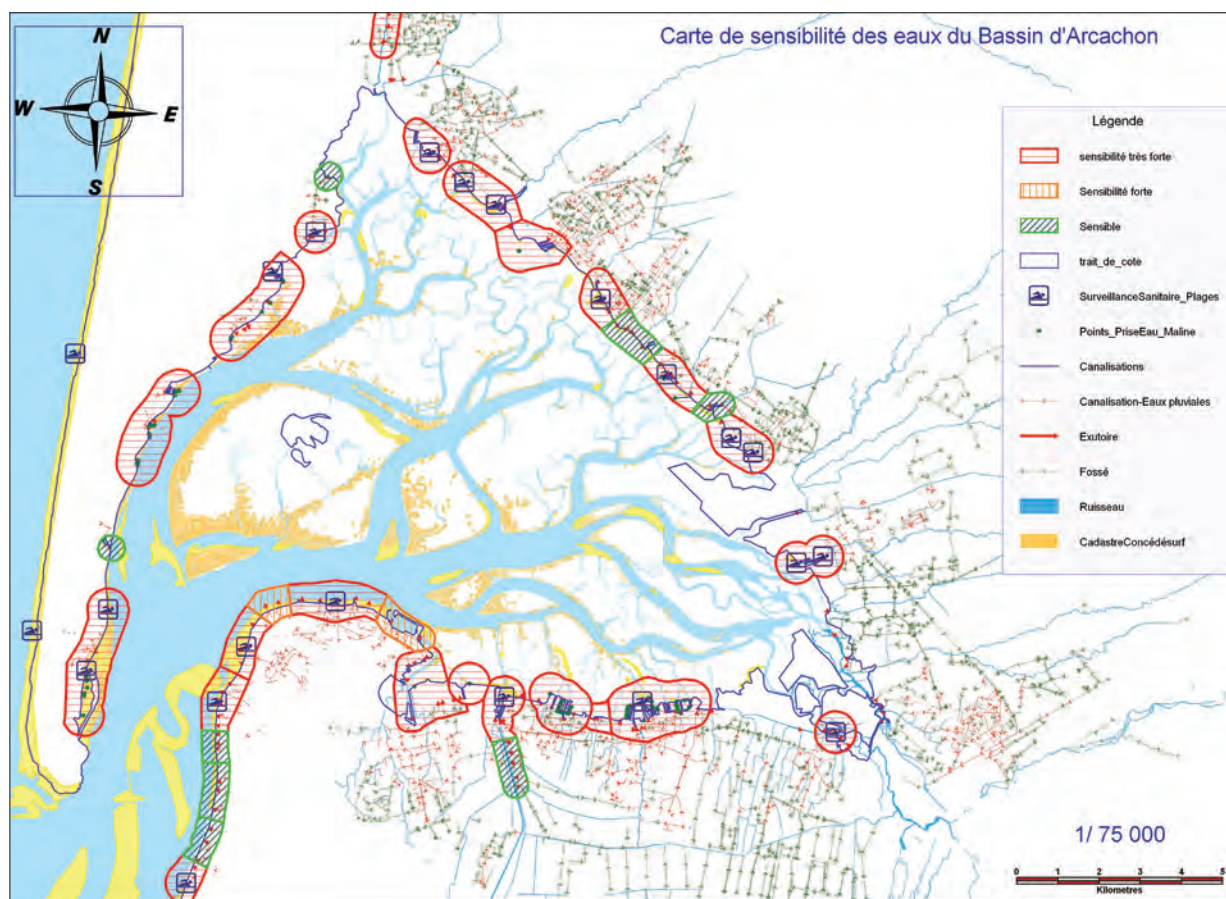 Carte de sensibilité des eaux du Bassin d'Arcachon
N
W E
S
Légende
sensibilité très forte
Sensibilité forte
Sensible
trait_de_cote
SurveillanceSanitaire_Plages
Points_PriseEau_Maline
Canalisations
Canalisation-Eaux pluviales
Exutoire
Fossé
Ruisseau
CadastreConcédésurf
1/ 75 000
0 1 2 3 4 5
Kilometres